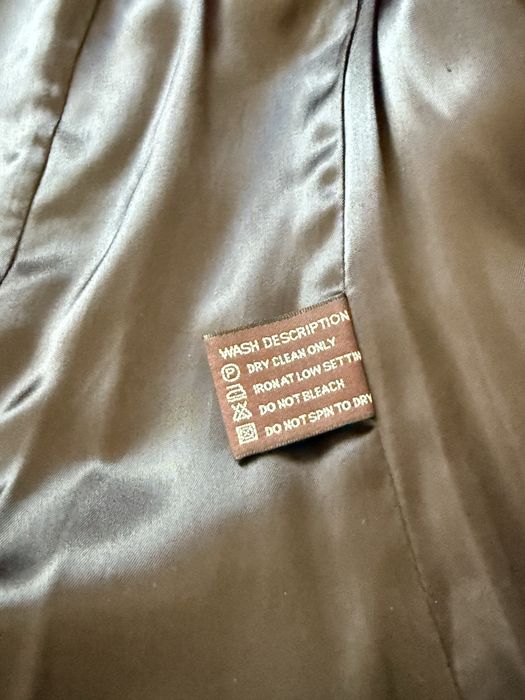 WASH DESCRIPTION
P DRY CLEAN ONLY
IRON AT LOW SETTIN
DO NOT BLEACH
DO NOT SPIN TO DRY